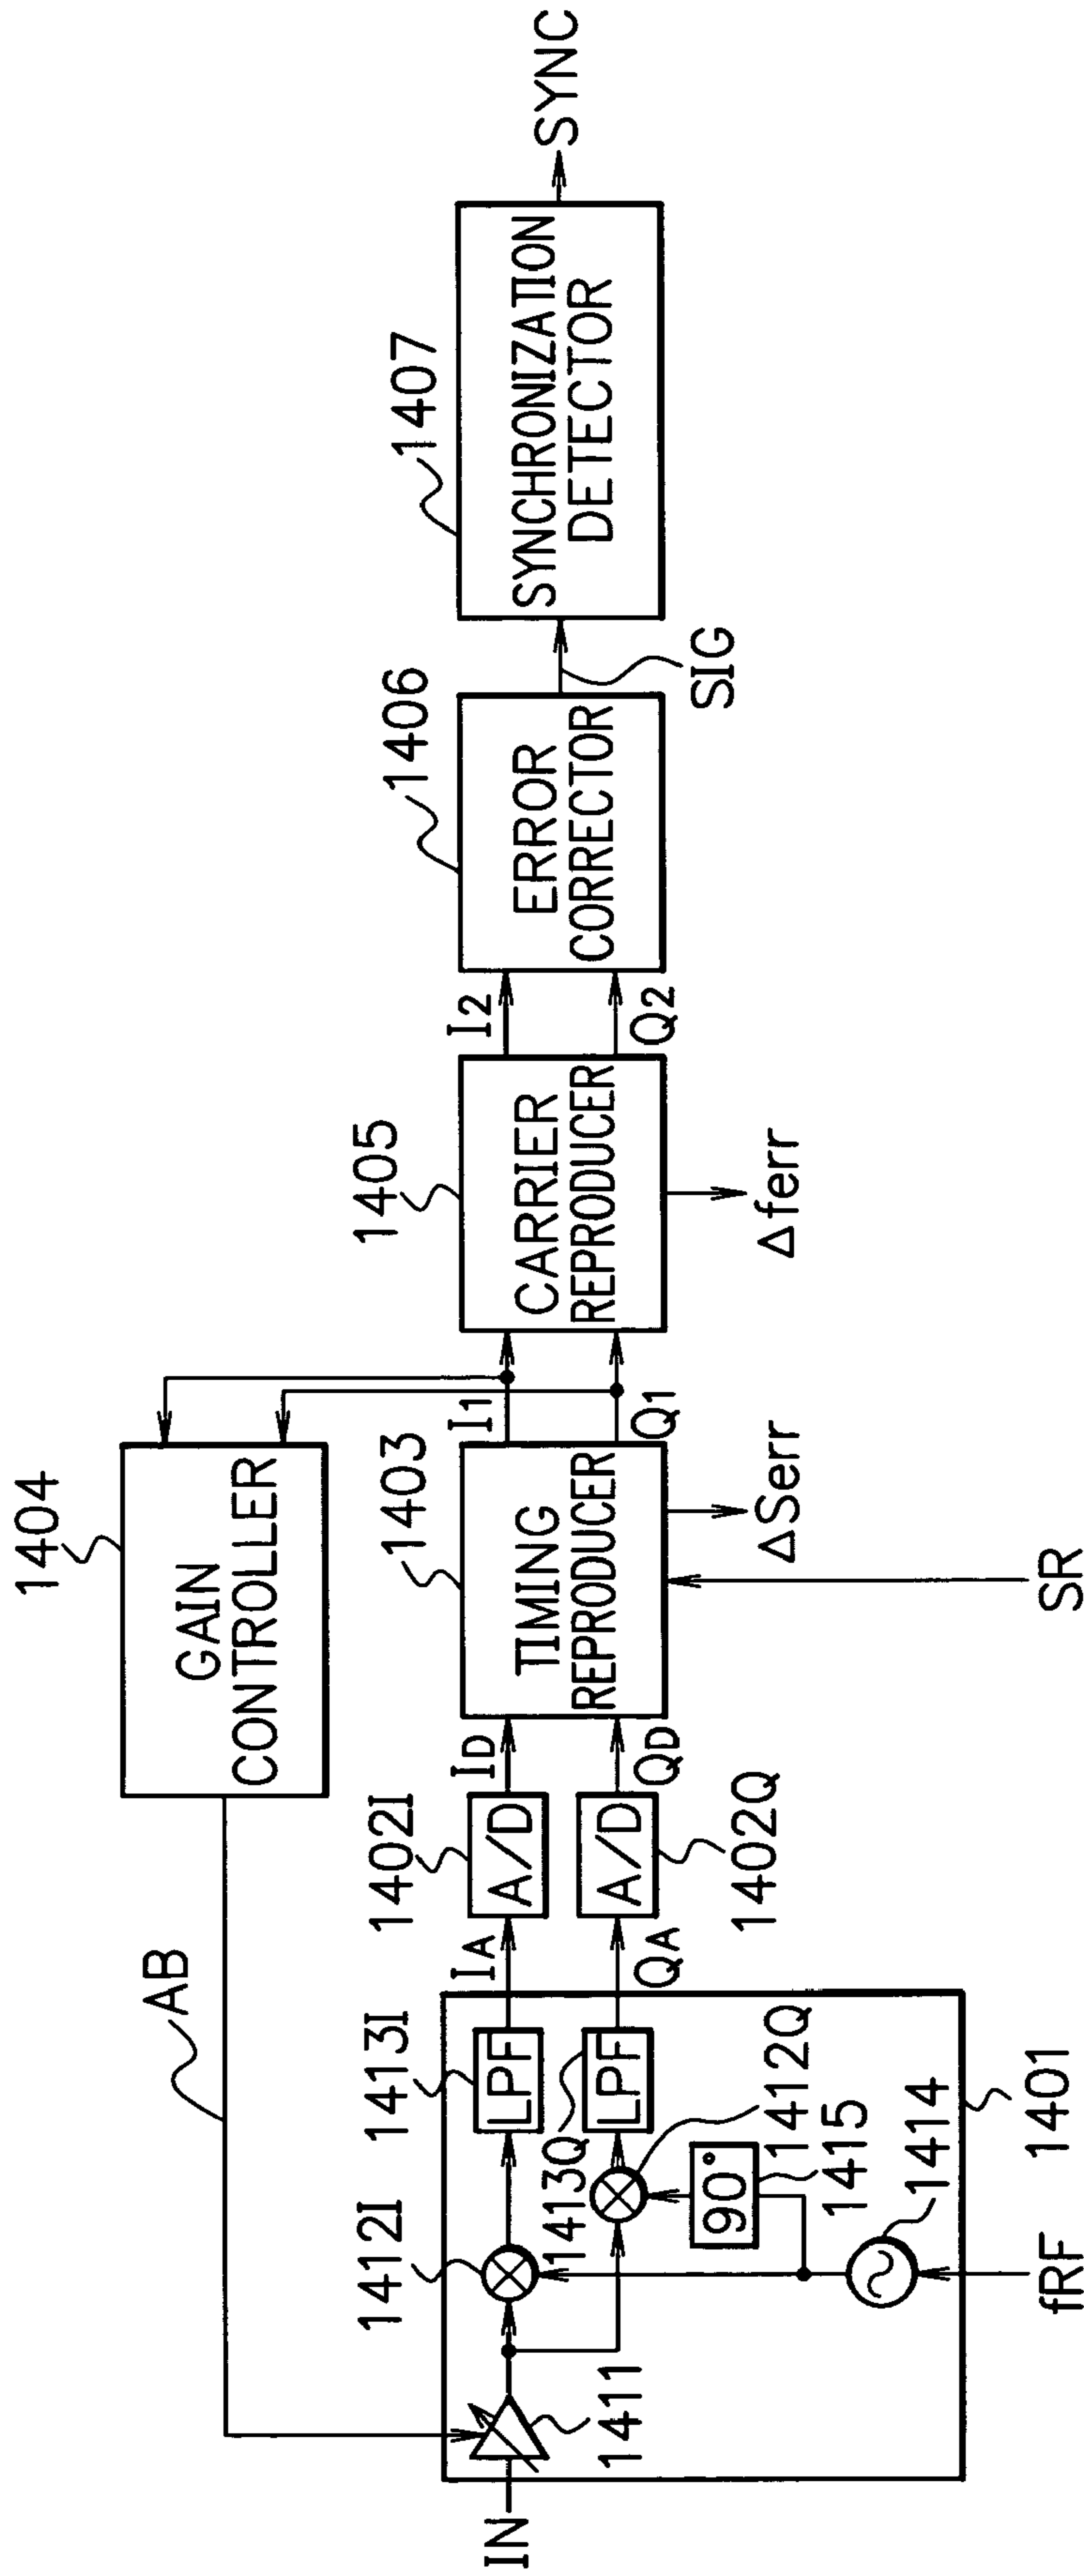 IN
1411
AB
1412I
1413I
LPF
1413Q
LPF
90°
1412Q
1415
1414
1401
fRF
IA
QA
1402I
A/D
A/D
1402Q
ID
QD
1404
GAIN
CONTROLLER
1403
TIMING
REPRODUCER
SR
ΔSerr
I1
Q1
1405
CARRIER
REPRODUCER
Δferr
I2
Q2
1406
ERROR
CORRECTOR
SIG
1407
SYNCHRONIZATION
DETECTOR
SYNC